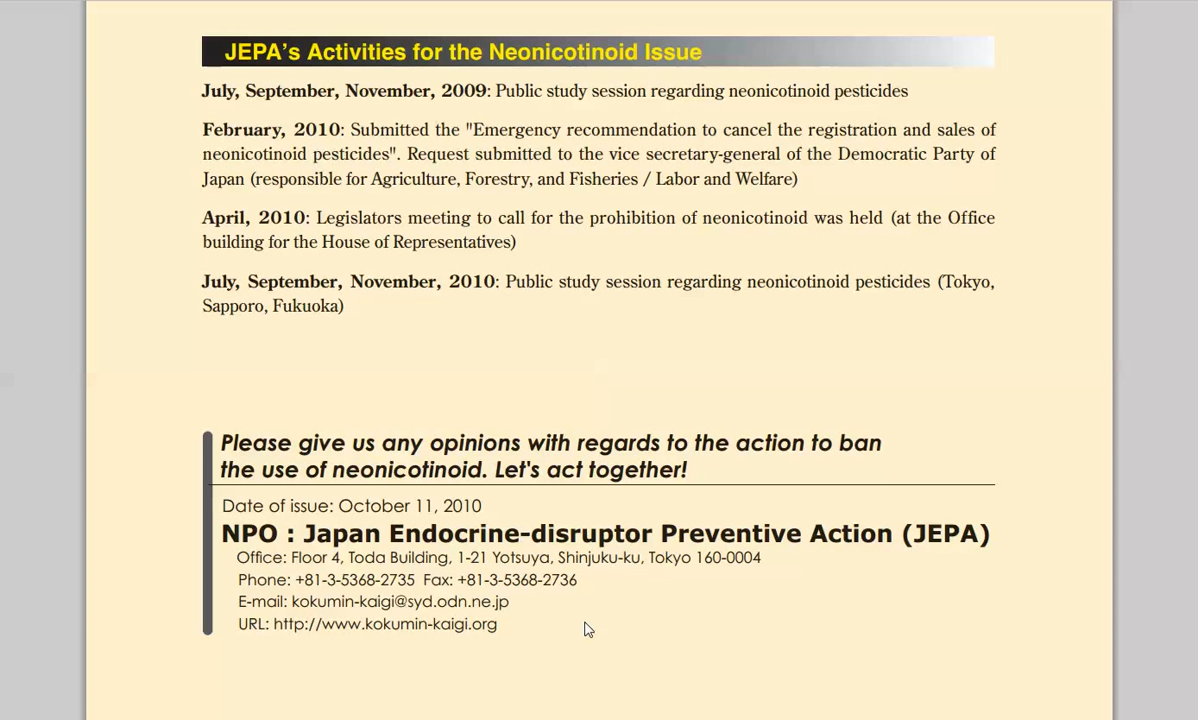 JEPA's Activities for the Neonicotinoid Issue
July, September, November, 2009: Public study session regarding neonicotinoid pesticides
February, 2010: Submitted the "Emergency recommendation to cancel the registration and sales of
neonicotinoid pesticides". Request submitted to the vice secretary-general of the Democratic Party of
Japan (responsible for Agriculture, Forestry, and Fisheries / Labor and Welfare)
April, 2010: Legislators meeting to call for the prohibition of neonicotinoid was held (at the Office
building for the House of Representatives)
July, September, November, 2010: Public study session regarding neonicotinoid pesticides (Tokyo,
Sapporo, Fukuoka)
Please give us any opinions with regards to the action to ban
the use of neonicotinoid. Let's act together!
Date of issue: October 11, 2010
NPO : Japan Endocrine-disruptor Preventive Action (JEPA)
Office: Floor 4, Toda Building, 1-21 Yotsuya, Shinjuku-ku, Tokyo 160-0004
Phone: +81-3-5368-2735 Fax: +81-3-5368-2736
E-mail: kokumin-kaigi@syd.odn.ne.jp
URL: http://www.kokumin-kaigi.org